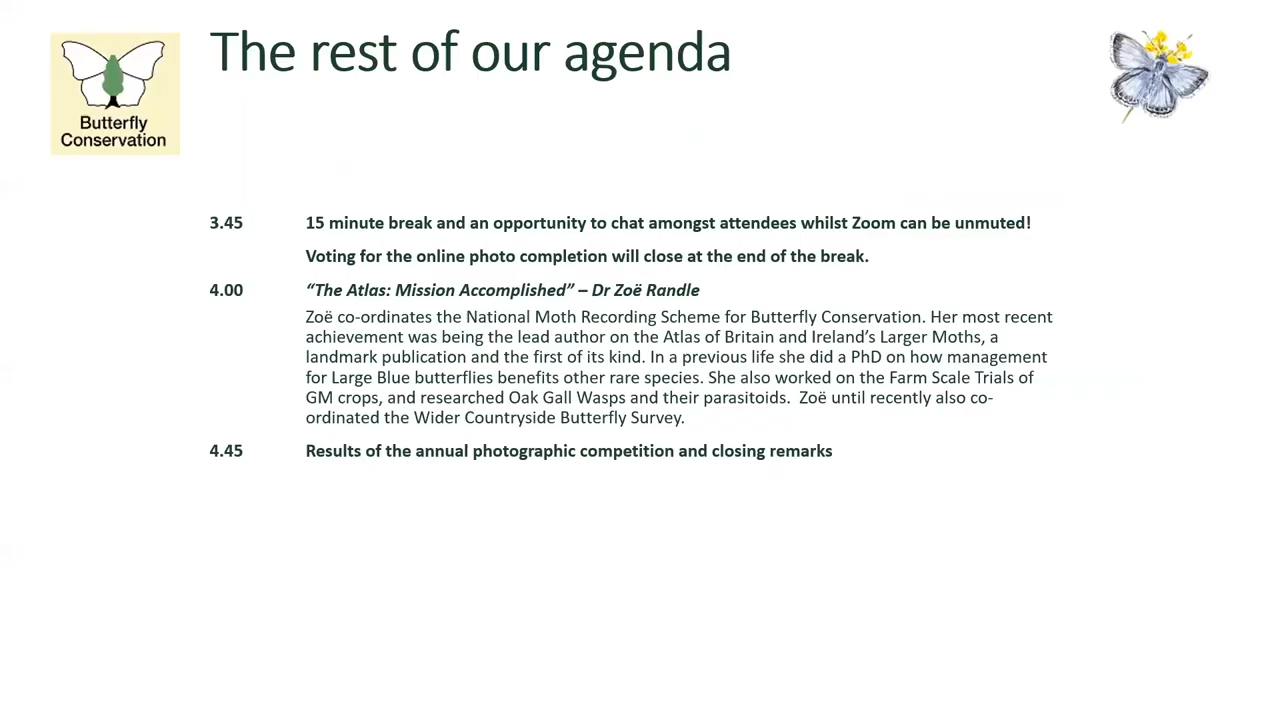 The rest of our agenda
Butterfly
Conservation
3.45 15 minute break and an opportunity to chat amongst attendees whilst Zoom can be unmuted!
Voting for the online photo completion will close at the end of the break.
4.00 “The Atlas: Mission Accomplished” – Dr Zoë Randle
Zoë co-ordinates the National Moth Recording Scheme for Butterfly Conservation. Her most recent
achievement was being the lead author on the Atlas of Britain and Ireland’s Larger Moths, a
landmark publication and the first of its kind. In a previous life she did a PhD on how management
for Large Blue butterflies benefits other rare species. She also worked on the Farm Scale Trials of
GM crops, and researched Oak Gall Wasps and their parasitoids. Zoë until recently also co-
ordinated the Wider Countryside Butterfly Survey.
4.45 Results of the annual photographic competition and closing remarks